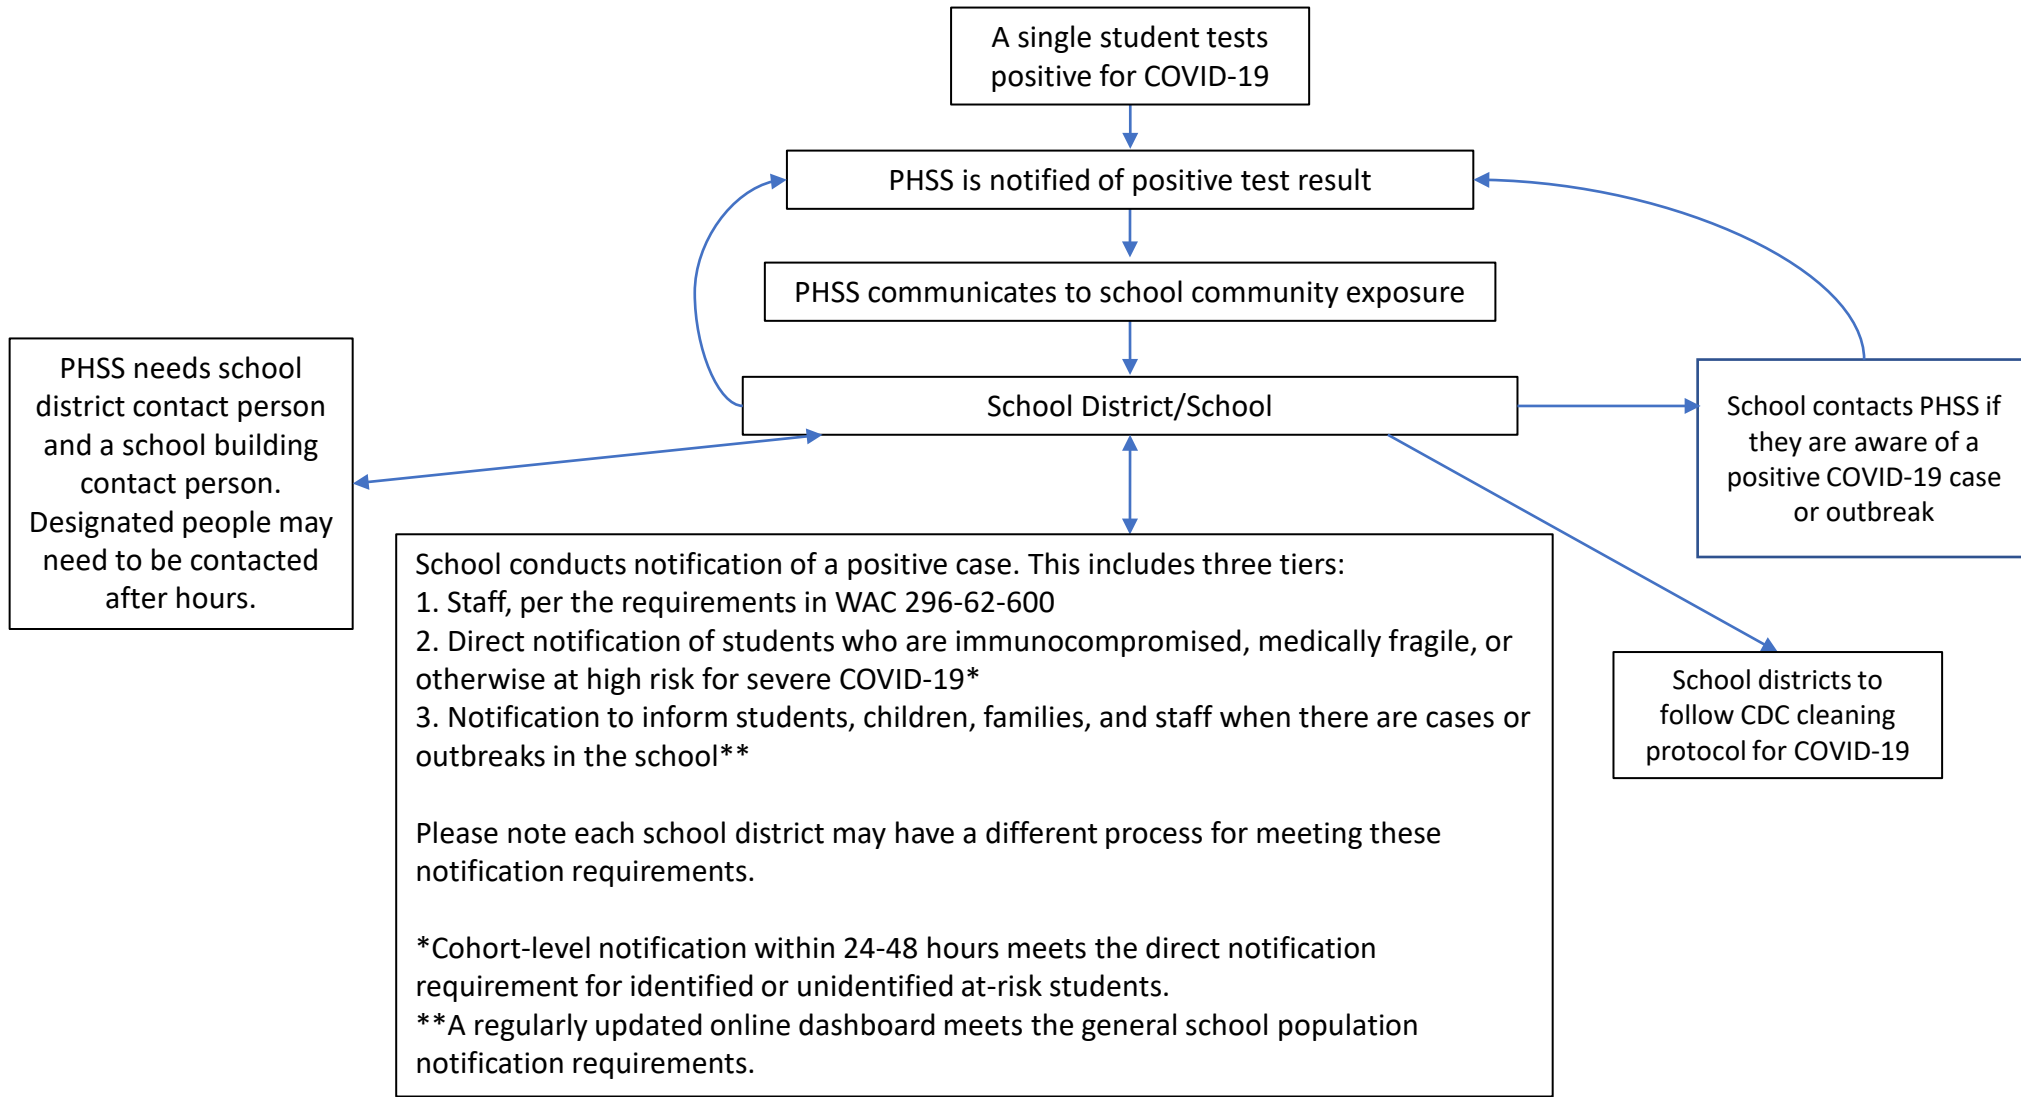 A single student tests
positive for COVID-19
PHSS is notified of positive test result
PHSS communicates to school community exposure
School District/School
PHSS needs school
district contact person
and a school building
contact person.
Designated people may
need to be contacted
after hours.
School contacts PHSS if
they are aware of a
positive COVID-19 case
or outbreak
School conducts notification of a positive case. This includes three tiers:
1. Staff, per the requirements in WAC 296-62-600
2. Direct notification of students who are immunocompromised, medically fragile, or
otherwise at high risk for severe COVID-19*
3. Notification to inform students, children, families, and staff when there are cases or
outbreaks in the school**
Please note each school district may have a different process for meeting these
notification requirements.
*Cohort-level notification within 24-48 hours meets the direct notification
requirement for identified or unidentified at-risk students.
**A regularly updated online dashboard meets the general school population
notification requirements.
School districts to
follow CDC cleaning
protocol for COVID-19